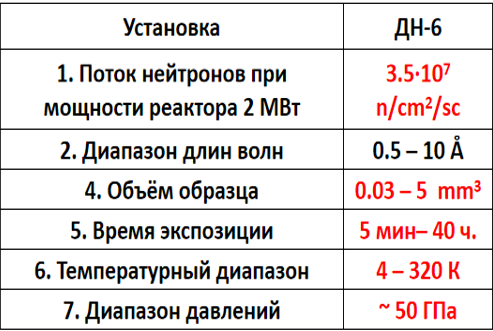 Установка ДН-6
1. Поток нейтронов при 3.5·10⁷
мощности реактора 2 МВт n/cm²/sc
2. Диапазон длин волн 0.5 – 10 Å
4. Объём образца 0.03 – 5 mm³
5. Время экспозиции 5 мин– 40 ч.
6. Температурный диапазон 4 – 320 К
7. Диапазон давлений ~ 50 ГПа